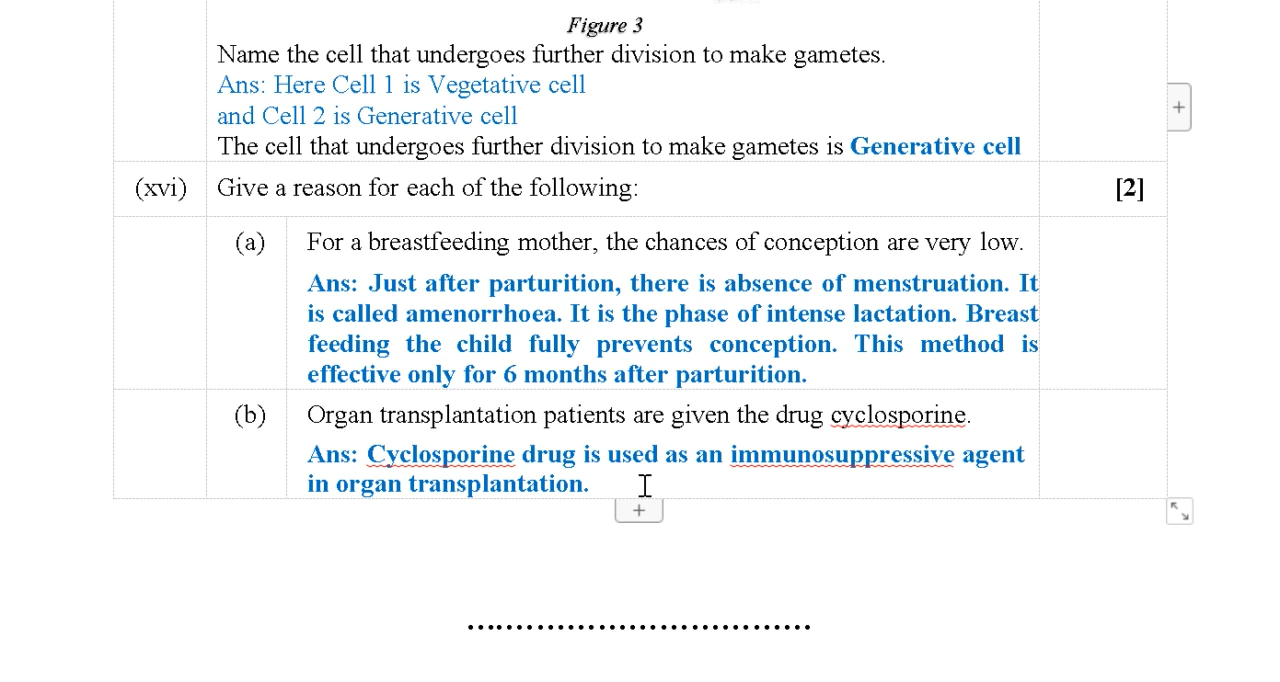 Figure 3
Name the cell that undergoes further division to make gametes.
Ans: Here Cell 1 is Vegetative cell
and Cell 2 is Generative cell
The cell that undergoes further division to make gametes is Generative cell
(xvi) Give a reason for each of the following: [2]
(a) For a breastfeeding mother, the chances of conception are very low.
Ans: Just after parturition, there is absence of menstruation. It
is called amenorrhoea. It is the phase of intense lactation. Breast
feeding the child fully prevents conception. This method is
effective only for 6 months after parturition.
(b) Organ transplantation patients are given the drug cyclosporine.
Ans: Cyclosporine drug is used as an immunosuppressive agent
in organ transplantation.